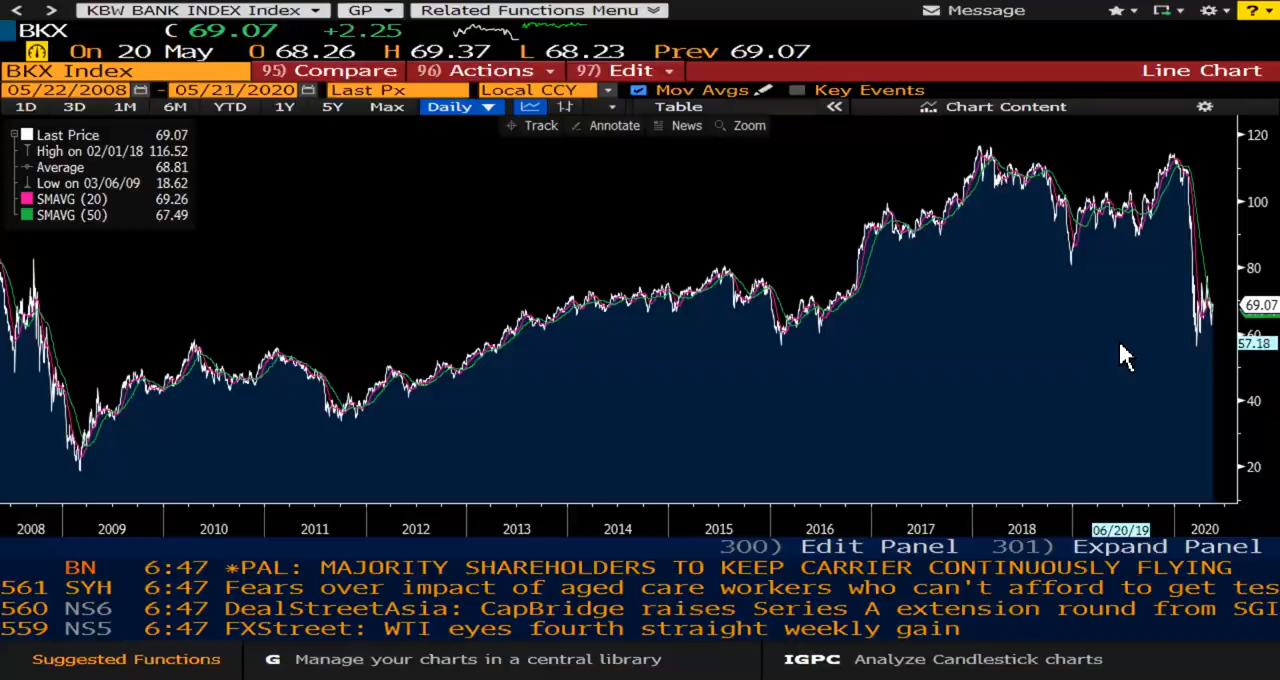 < > KBW BANK INDEX Index GP Related Functions Menu Message ?
BKX C 69.07 +2.25
On 20 May O 68.26 H 69.37 L 68.23 Prev 69.07
BKX Index 95) Compare 96) Actions 97) Edit Line Chart
05/22/2008 - 05/21/2020 Last Px Local CCY Mov Avgs Key Events
1D 3D 1M 6M YTD 1Y 5Y Max Daily Table « Chart Content
Track Annotate News Zoom
Last Price 69.07
High on 02/01/18 116.52
Average 68.81
Low on 03/06/09 18.62
SMAVG (20) 69.26
SMAVG (50) 67.49
120
100
80
69.07
60
57.18
40
20
2008 2009 2010 2011 2012 2013 2014 2015 2016 2017 2018 06/20/19 2020
300) Edit Panel 301) Expand Panel
BN 6:47 *PAL: MAJORITY SHAREHOLDERS TO KEEP CARRIER CONTINUOUSLY FLYING
561 SYH 6:47 Fears over impact of aged care workers who can't afford to get tes
560 NS6 6:47 DealStreetAsia: CapBridge raises Series A extension round from SGI
559 NS5 6:47 FXStreet: WTI eyes fourth straight weekly gain
Suggested Functions G Manage your charts in a central library IGPC Analyze Candlestick charts